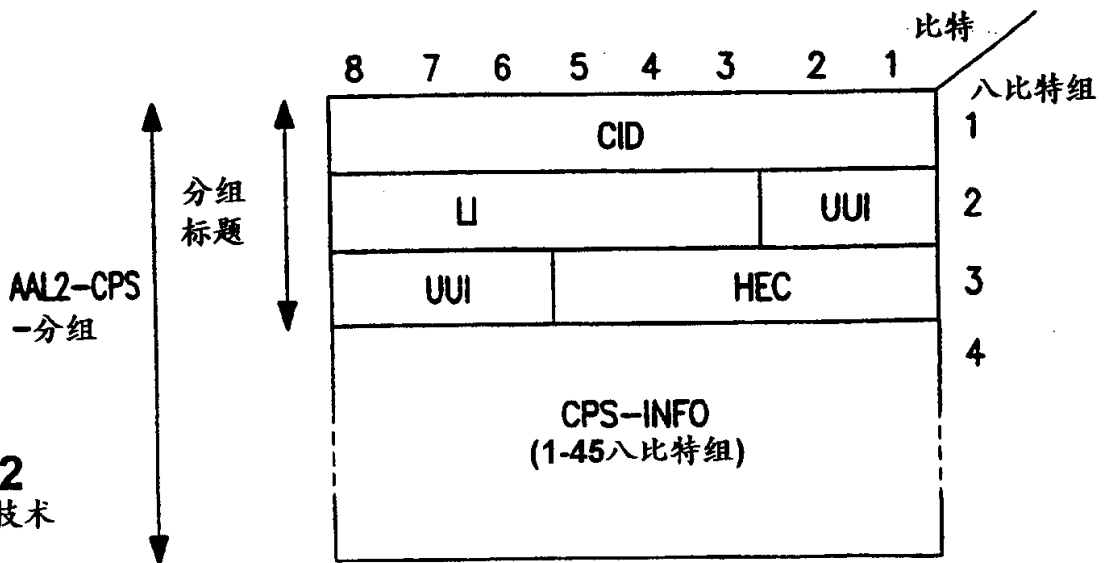 比特
8 7 6 5 4 3 2 1
八比特组
CID
1
分组
标题
LI
UUI
2
AAL2-CPS
-分组
UUI
HEC
3
4
CPS-INFO
(1-45八比特组)
2
技术